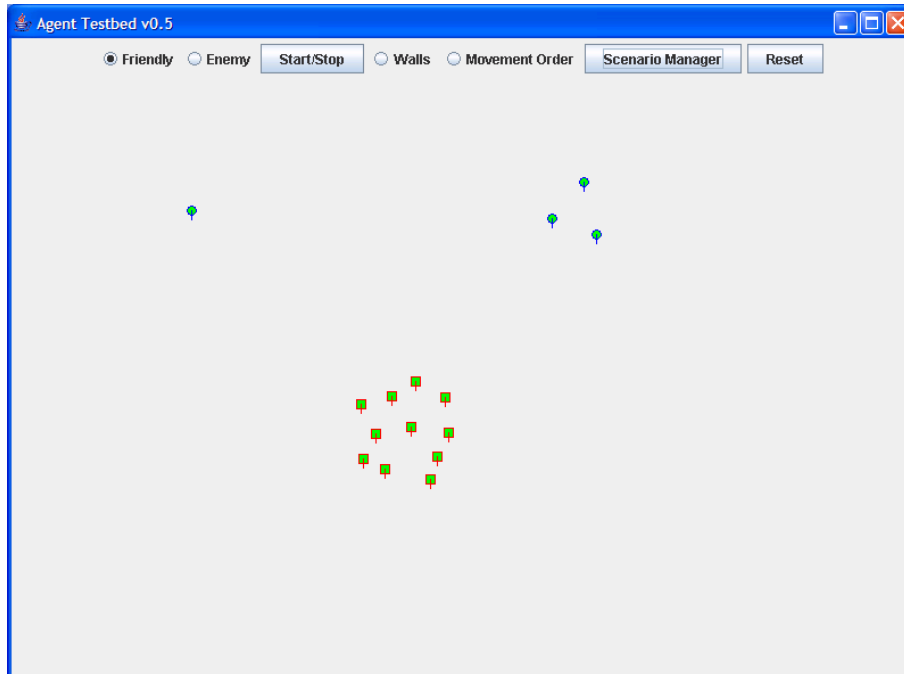 Agent Testbed v0.5
Friendly Enemy Start/Stop Walls Movement Order Scenario Manager Reset